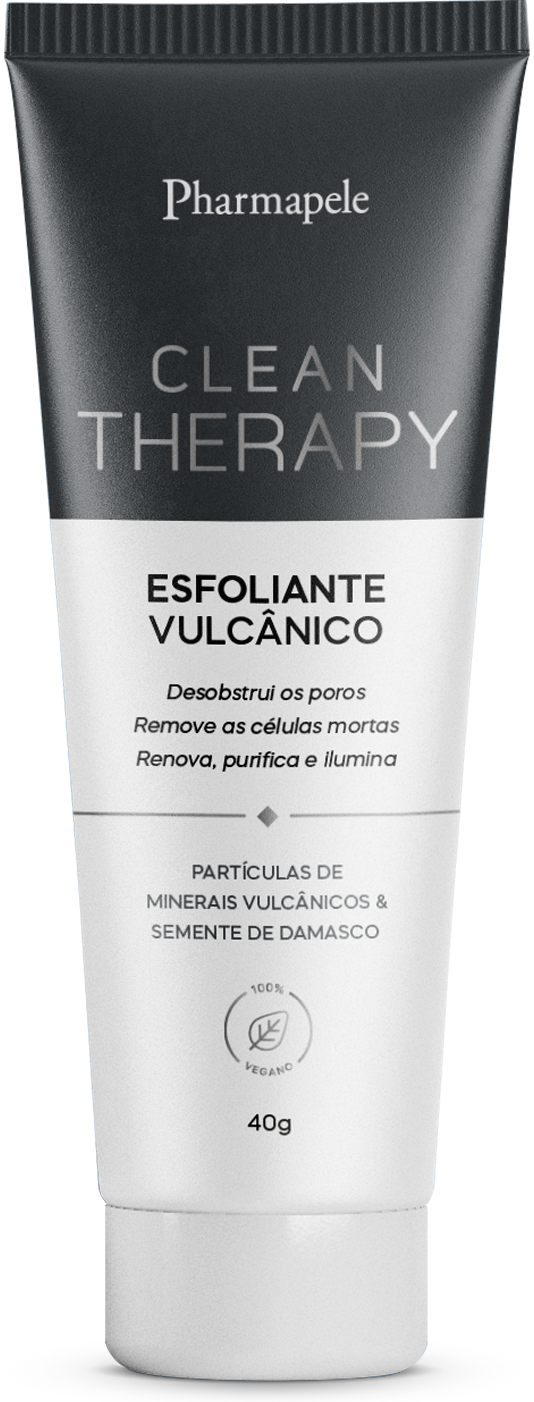 Pharmapele
CLEAN
THERAPY
ESFOLIANTE
VULCÂNICO
Desobstrui os poros
Remove as células mortas
Renova, purifica e ilumina
PARTÍCULAS DE
MINERAIS VULCÂNICOS &
SEMENTE DE DAMASCO
100%
VEGANO
40g